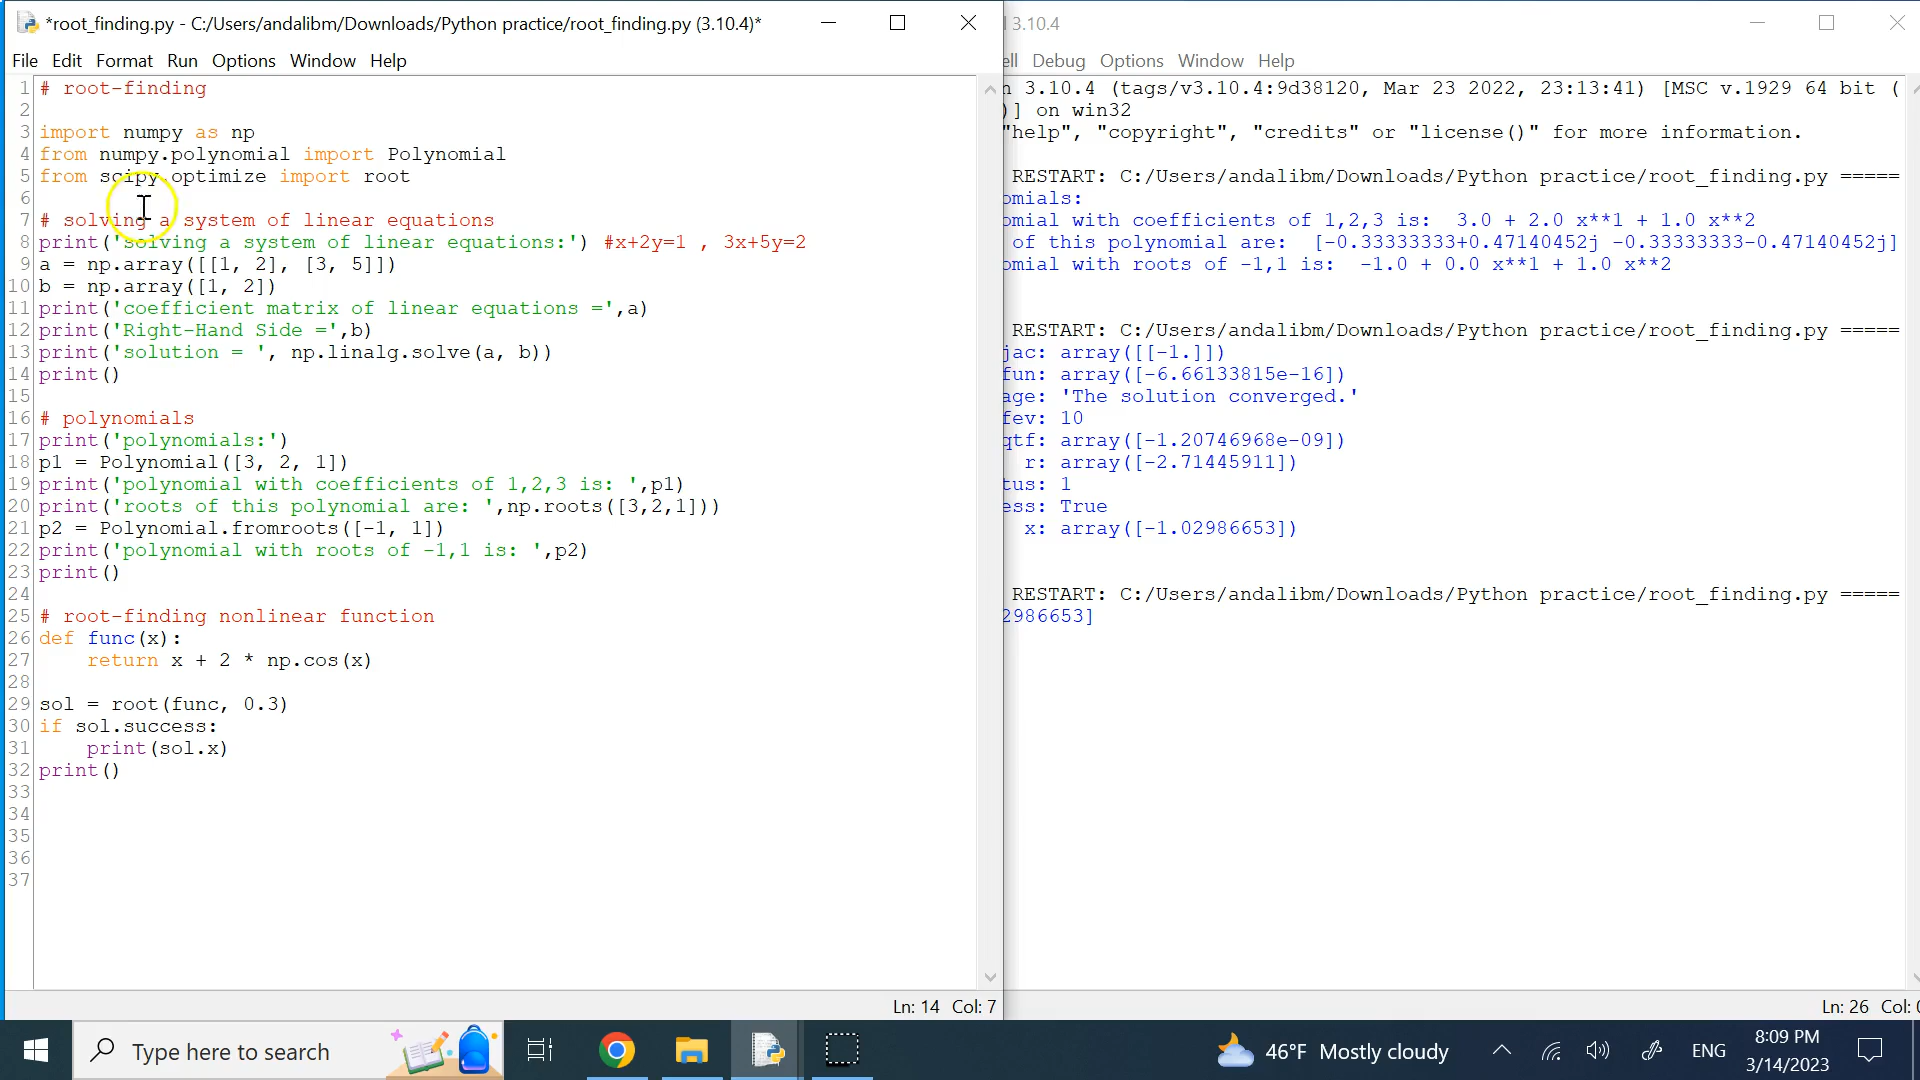 *root_finding.py - C:/Users/andalibm/Downloads/Python practice/root_finding.py (3.10.4)*
File Edit Format Run Options Window Help
1 # root-finding
2
3 import numpy as np
4 from numpy.polynomial import Polynomial
5 from scipy.optimize import root
6
7 # solving a system of linear equations
8 print('solving a system of linear equations:') #x+2y=1 , 3x+5y=2
9 a = np.array([[1, 2], [3, 5]])
10 b = np.array([1, 2])
11 print('coefficient matrix of linear equations =',a)
12 print('Right-Hand Side =',b)
13 print('solution = ', np.linalg.solve(a, b))
14 print()
15
16 # polynomials
17 print('polynomials:')
18 p1 = Polynomial([3, 2, 1])
19 print('polynomial with coefficients of 1,2,3 is: ',p1)
20 print('roots of this polynomial are: ',np.roots([3,2,1]))
21 p2 = Polynomial.fromroots([-1, 1])
22 print('polynomial with roots of -1,1 is: ',p2)
23 print()
24
25 # root-finding nonlinear function
26 def func(x):
27     return x + 2 * np.cos(x)
28
29 sol = root(func, 0.3)
30 if sol.success:
31     print(sol.x)
32 print()
33
34
35
36
37
Ln: 14 Col: 7
l 3.10.4
ell Debug Options Window Help
n 3.10.4 (tags/v3.10.4:9d38120, Mar 23 2022, 23:13:41) [MSC v.1929 64 bit (
)] on win32
"help", "copyright", "credits" or "license()" for more information.
RESTART: C:/Users/andalibm/Downloads/Python practice/root_finding.py =====
omials:
omial with coefficients of 1,2,3 is:  3.0 + 2.0 x**1 + 1.0 x**2
of this polynomial are:  [-0.33333333+0.47140452j -0.33333333-0.47140452j]
omial with roots of -1,1 is:  -1.0 + 0.0 x**1 + 1.0 x**2
RESTART: C:/Users/andalibm/Downloads/Python practice/root_finding.py =====
jac: array([[-1.]])
fun: array([-6.66133815e-16])
age: 'The solution converged.'
fev: 10
qtf: array([-1.20746968e-09])
r: array([-2.71445911])
tus: 1
ess: True
x: array([-1.02986653])
RESTART: C:/Users/andalibm/Downloads/Python practice/root_finding.py =====
2986653]
Ln: 26 Col: 0
Type here to search
46°F Mostly cloudy
ENG
8:09 PM
3/14/2023